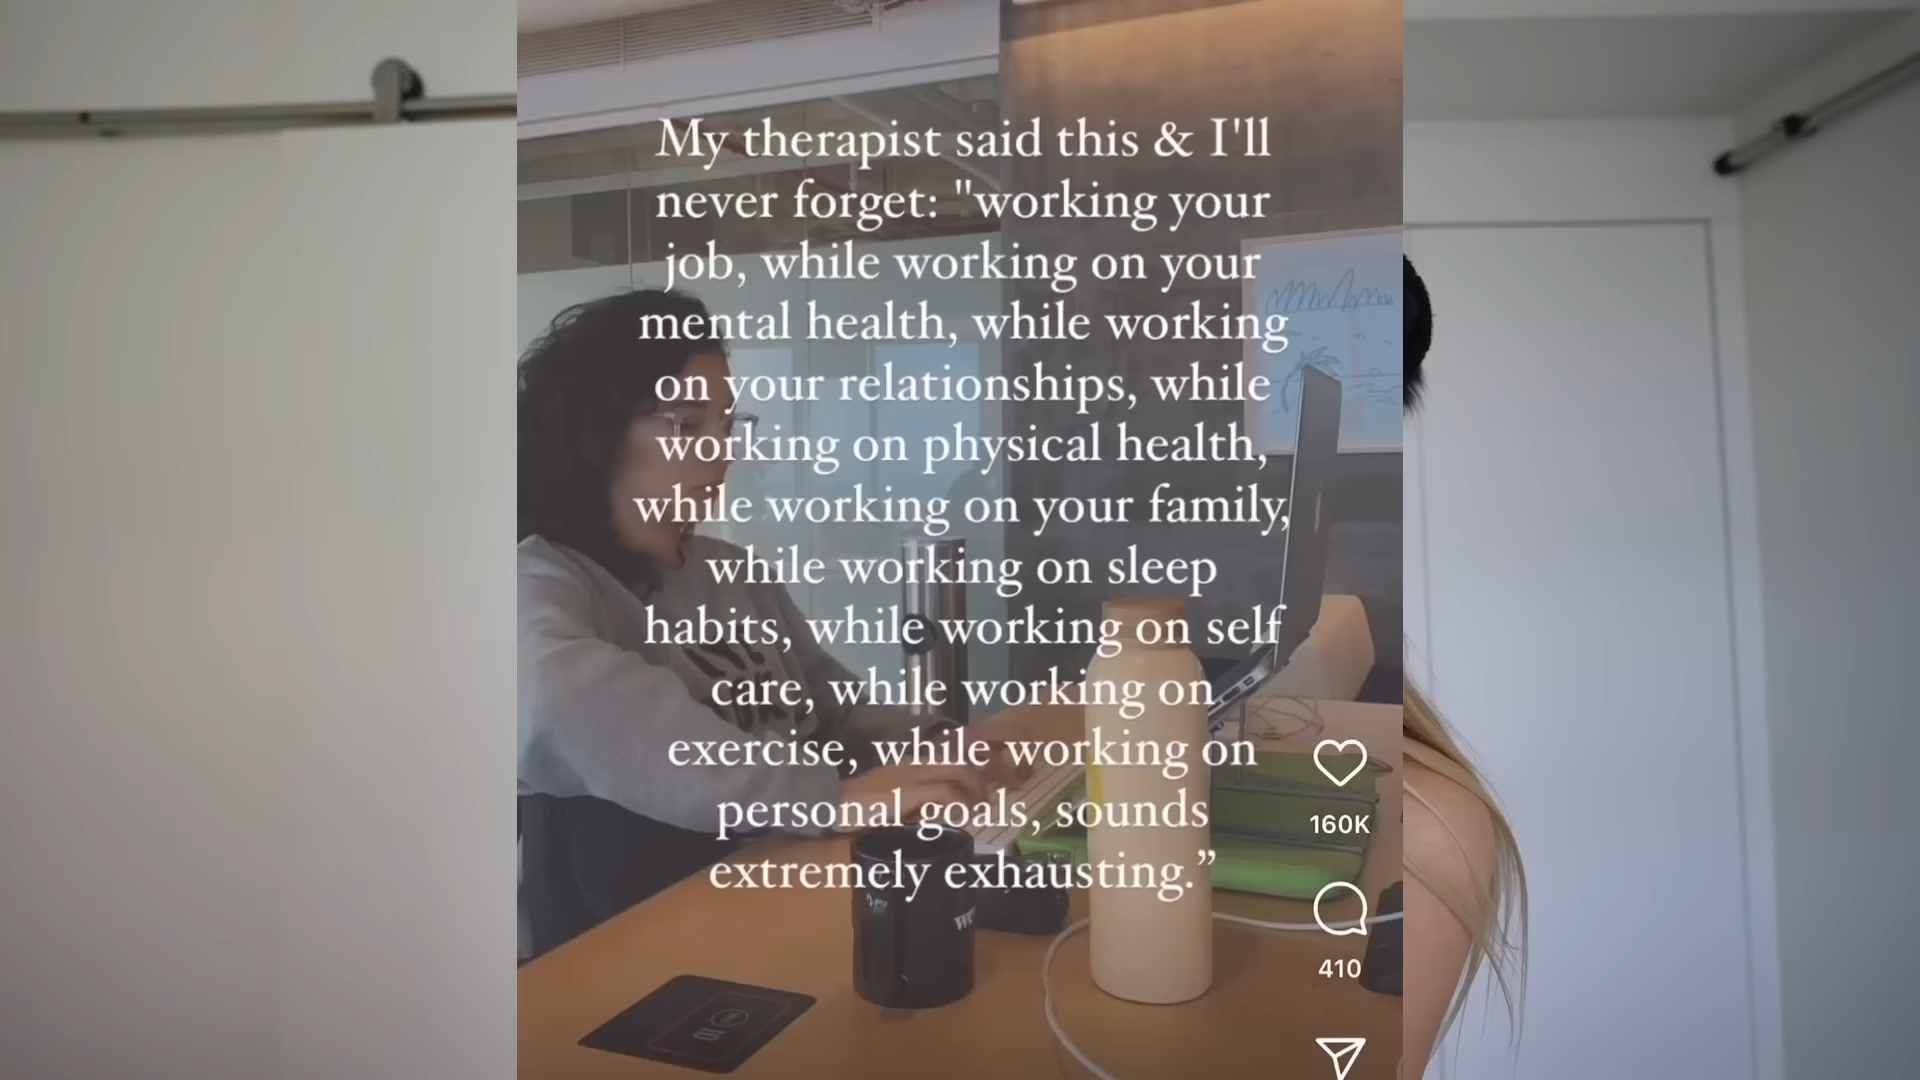 My therapist said this & I'll
never forget: "working your
job, while working on your
mental health, while working
on your relationships, while
working on physical health,
while working on your family,
while working on sleep
habits, while working on self
care, while working on
exercise, while working on
personal goals, sounds
extremely exhausting.”
160K
410